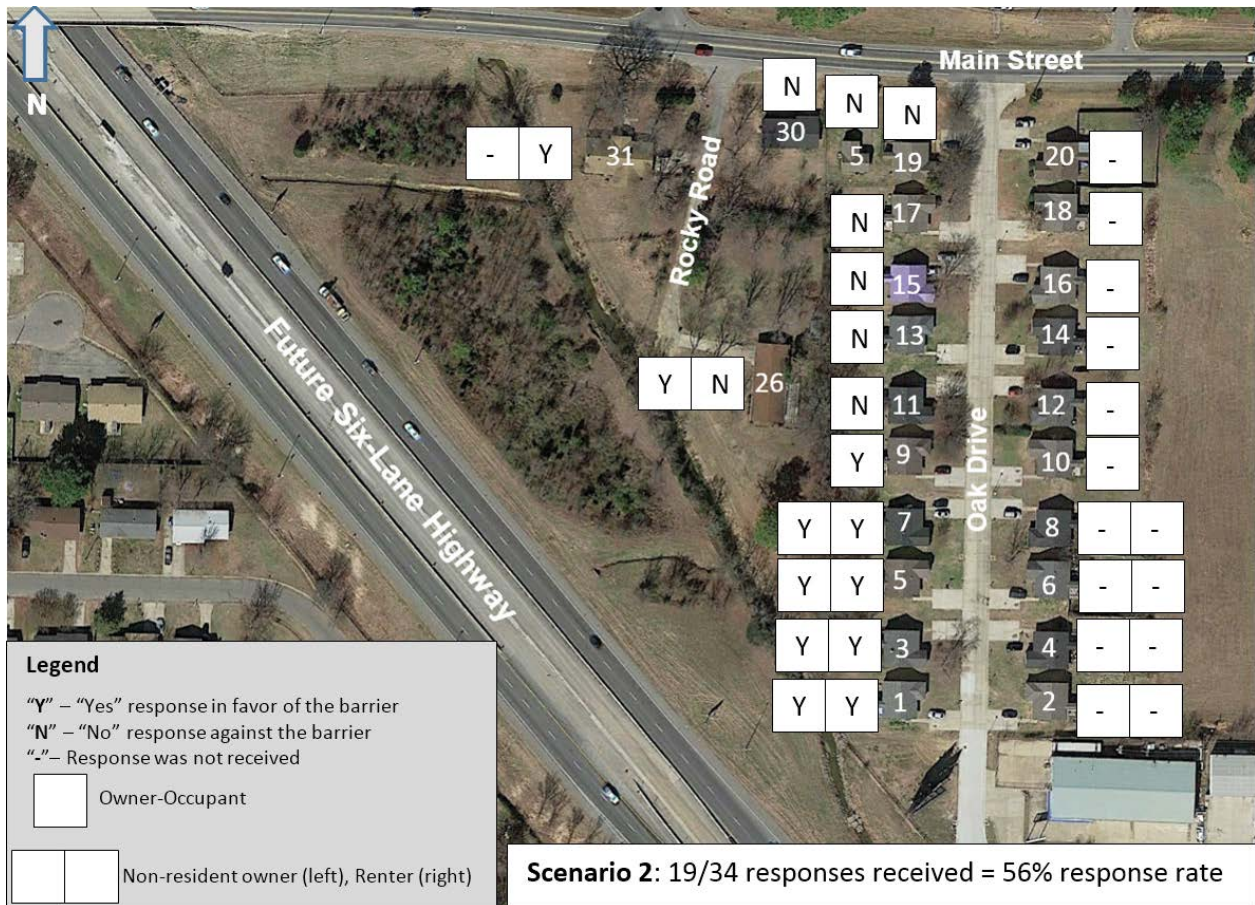 Main Street
N
N
N
N
30
- Y
31
5
19
20
-
Rocky Road
N
17
18
-
N
15
16
-
N
13
14
-
Y N
26
N
11
12
-
Future Six-Lane Highway
Oak Drive
Y
9
10
-
Y Y
7
8
- -
Y Y
5
6
- -
Y Y
3
4
- -
Y Y
1
2
- -
Legend
“Y” – “Yes” response in favor of the barrier
“N” – “No” response against the barrier
“-”– Response was not received
Owner-Occupant
Non-resident owner (left), Renter (right)
Scenario 2: 19/34 responses received = 56% response rate